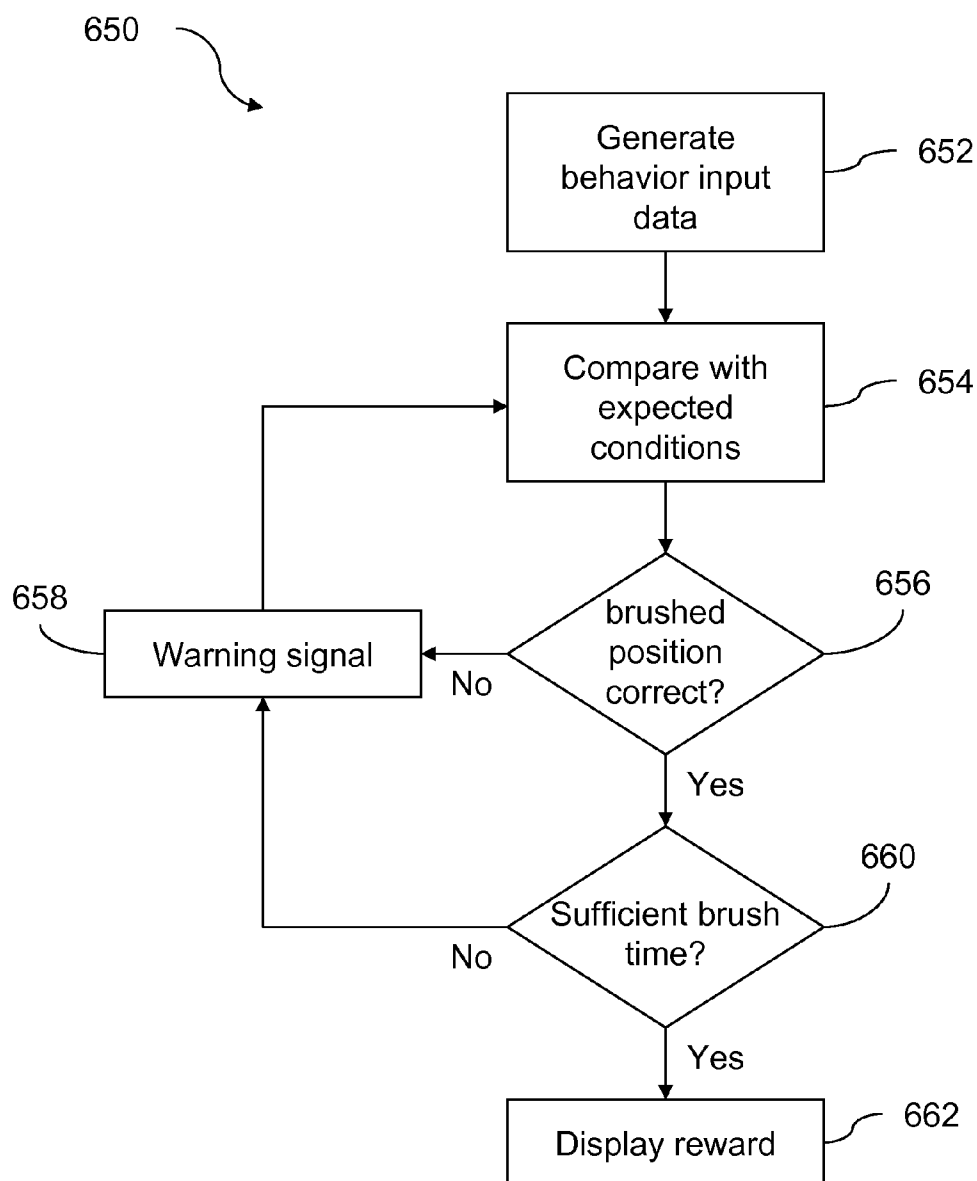 650
Generate
behavior input
data
652
Compare with
expected
conditions
654
658
Warning signal
No
brushed
position
correct?
656
Yes
Sufficient brush
time?
660
No
Yes
Display reward
662